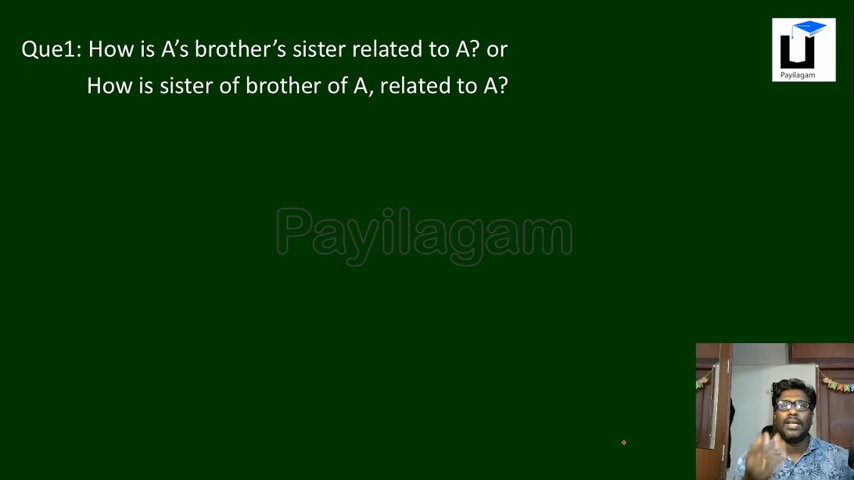 Que1: How is A’s brother’s sister related to A? or
How is sister of brother of A, related to A?
Payilagam
Payilagam